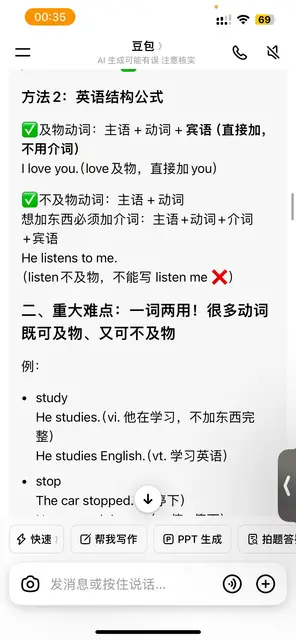 00:35
69
豆包
AI 生成可能有误 注意核实
方法2：英语结构公式
✅及物动词：主语＋动词＋宾语（直接加，
不用介词）
I love you.（love及物，直接加you）
✅不及物动词：主语＋动词
想加东西必须加介词：主语+动词+介词
+宾语
He listens to me.
（listen不及物，不能写 listen me ❌）
二、重大难点：一词两用！很多动词
既可及物、又可不及物
例：
• study
He studies.（vi. 他在学习，不加东西完
整）
He studies English.（vt. 学习英语）
• stop
The car stopped.
停下）
快速
帮我写作
PPT 生成
拍题答
发消息或按住说话...